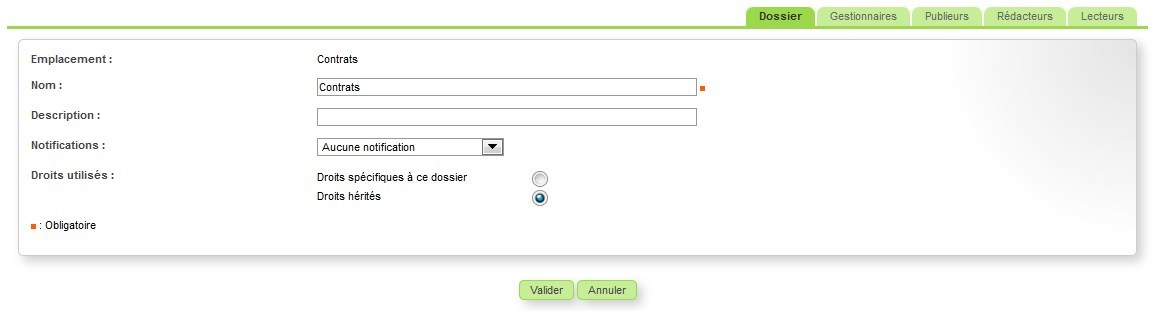 Dossier Gestionnaires Publieurs Rédacteurs Lecteurs
Emplacement : Contrats
Nom : Contrats
Description :
Notifications : Aucune notification
Droits utilisés : Droits spécifiques à ce dossier
Droits hérités
: Obligatoire
Valider Annuler